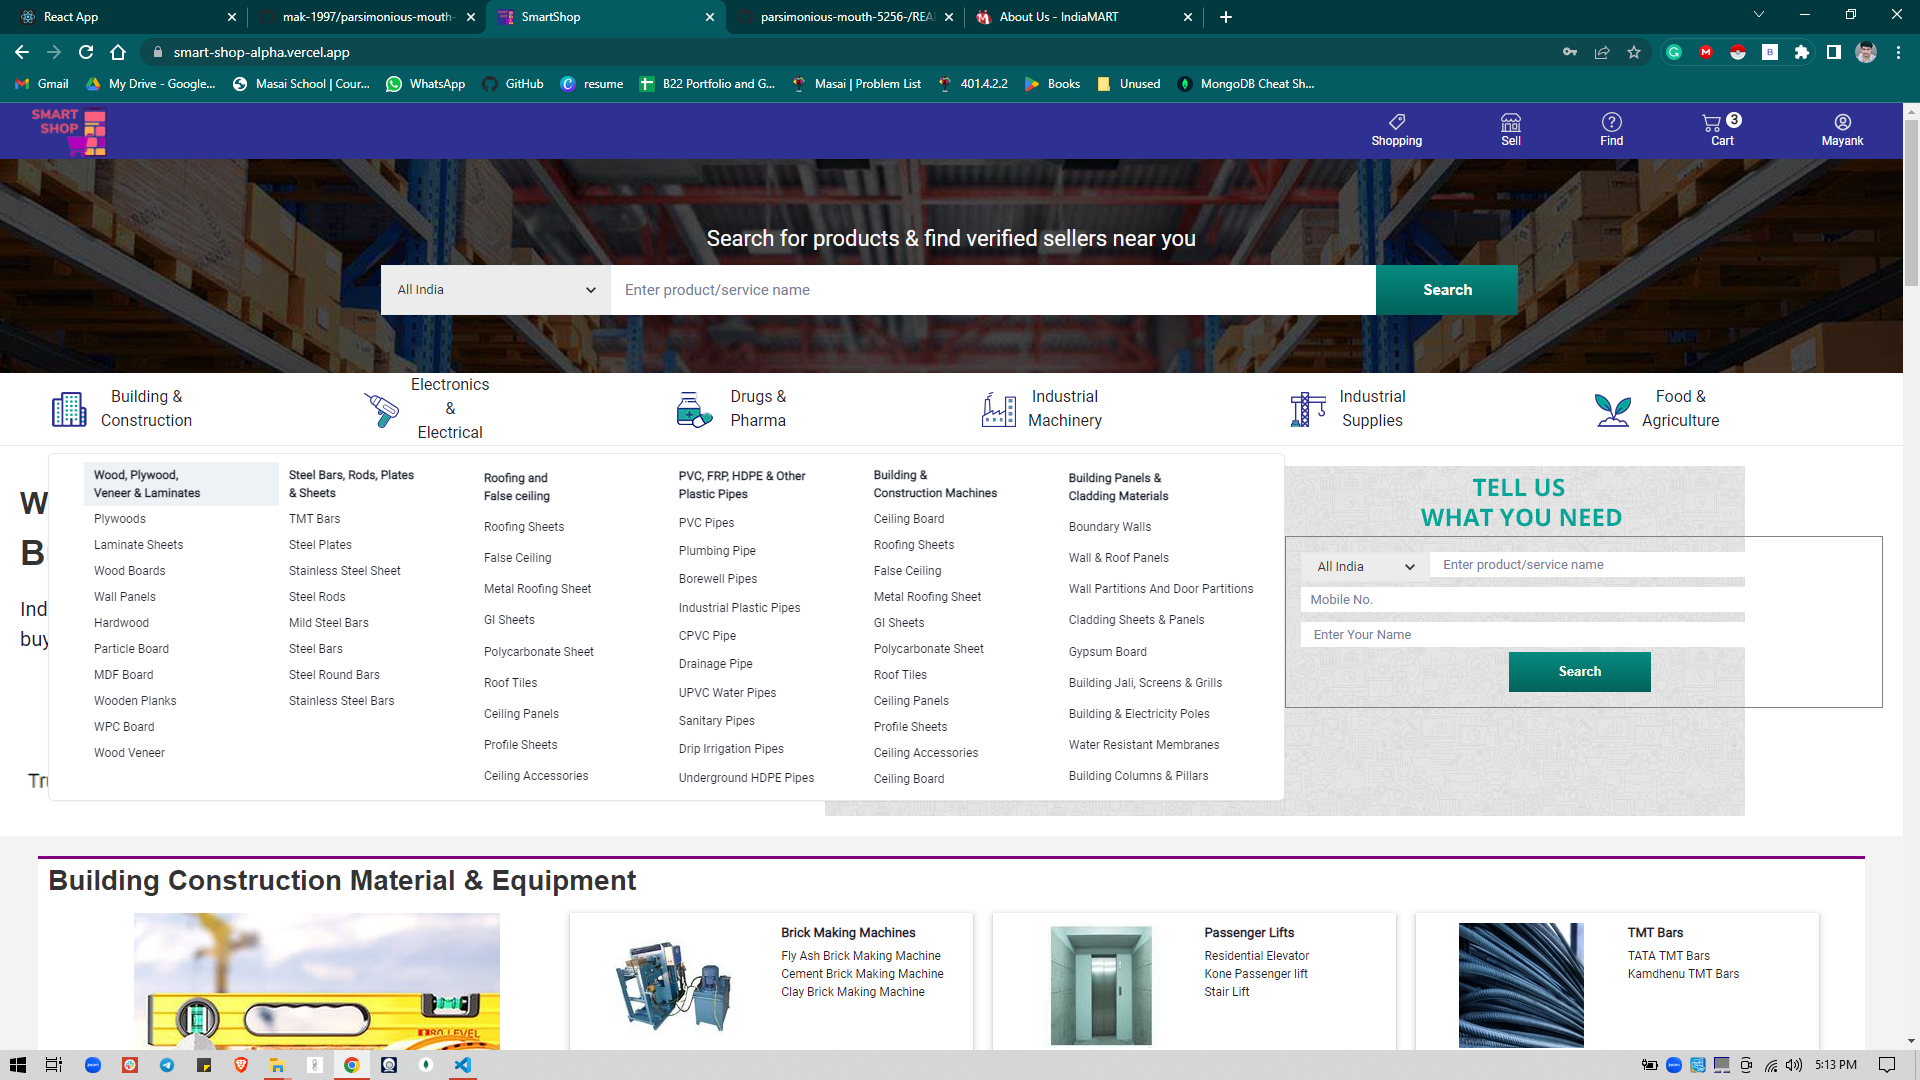 React App
mak-1997/parsimonious-mouth-
SmartShop
parsimonious-mouth-5256-/REA
About Us - IndiaMART
smart-shop-alpha.vercel.app
Gmail
My Drive - Google...
Masai School | Cour...
WhatsApp
GitHub
resume
B22 Portfolio and G...
Masai | Problem List
401.4.2.2
Books
Unused
MongoDB Cheat Sh...
SMART
SHOP
Shopping
Sell
Find
3
Cart
Mayank
Search for products & find verified sellers near you
All India
Enter product/service name
Search
Building &
Construction
Electronics
&
Electrical
Drugs &
Pharma
Industrial
Machinery
Industrial
Supplies
Food &
Agriculture
W
B
Ind
buy
Tru
Wood, Plywood,
Veneer & Laminates
Plywoods
Laminate Sheets
Wood Boards
Wall Panels
Hardwood
Particle Board
MDF Board
Wooden Planks
WPC Board
Wood Veneer
Steel Bars, Rods, Plates
& Sheets
TMT Bars
Steel Plates
Stainless Steel Sheet
Steel Rods
Mild Steel Bars
Steel Bars
Steel Round Bars
Stainless Steel Bars
Roofing and
False ceiling
Roofing Sheets
False Ceiling
Metal Roofing Sheet
GI Sheets
Polycarbonate Sheet
Roof Tiles
Ceiling Panels
Profile Sheets
Ceiling Accessories
PVC, FRP, HDPE & Other
Plastic Pipes
PVC Pipes
Plumbing Pipe
Borewell Pipes
Industrial Plastic Pipes
CPVC Pipe
Drainage Pipe
UPVC Water Pipes
Sanitary Pipes
Drip Irrigation Pipes
Underground HDPE Pipes
Building &
Construction Machines
Ceiling Board
Roofing Sheets
False Ceiling
Metal Roofing Sheet
GI Sheets
Polycarbonate Sheet
Roof Tiles
Ceiling Panels
Profile Sheets
Ceiling Accessories
Ceiling Board
Building Panels &
Cladding Materials
Boundary Walls
Wall & Roof Panels
Wall Partitions And Door Partitions
Cladding Sheets & Panels
Gypsum Board
Building Jali, Screens & Grills
Building & Electricity Poles
Water Resistant Membranes
Building Columns & Pillars
TELL US
WHAT YOU NEED
All India
Enter product/service name
Mobile No.
Enter Your Name
Search
Building Construction Material & Equipment
Brick Making Machines
Fly Ash Brick Making Machine
Cement Brick Making Machine
Clay Brick Making Machine
Passenger Lifts
Residential Elevator
Kone Passenger lift
Stair Lift
TMT Bars
TATA TMT Bars
Kamdhenu TMT Bars
5:13 PM